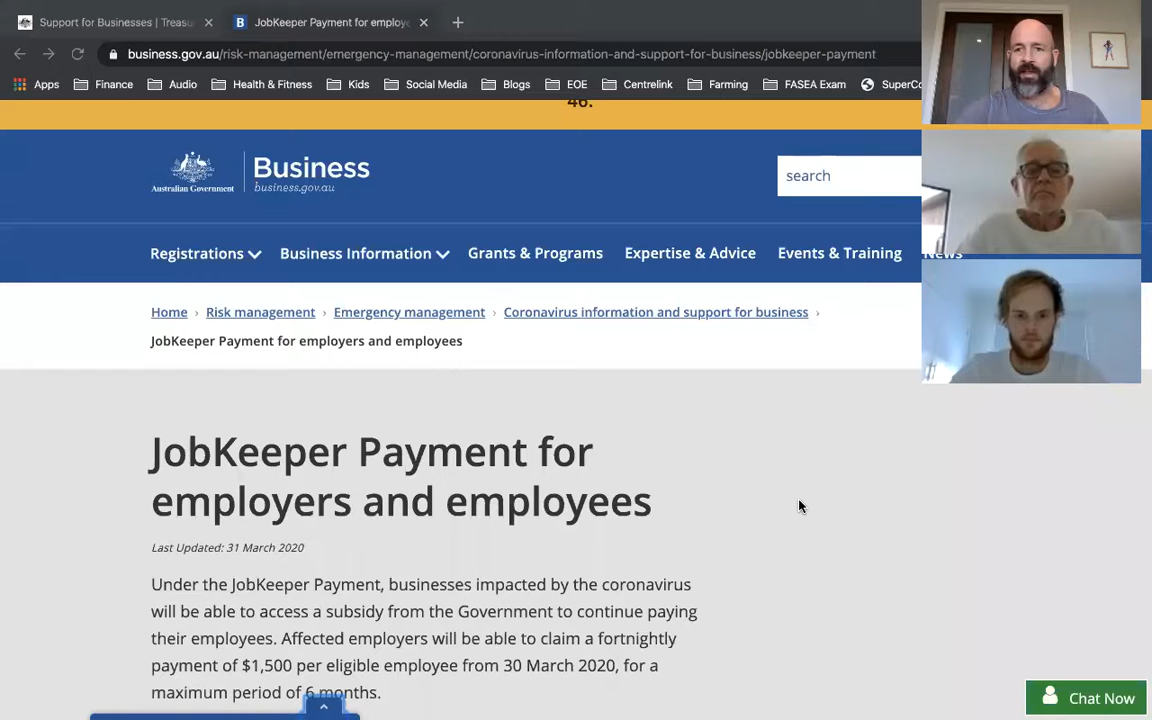 Support for Businesses | Treasu
JobKeeper Payment for employe
business.gov.au/risk-management/emergency-management/coronavirus-information-and-support-for-business/jobkeeper-payment
Apps Finance Audio Health & Fitness Kids Social Media Blogs EOE Centrelink Farming FASEA Exam SuperCo
46.
Australian Government
Business
business.gov.au
search
Registrations Business Information Grants & Programs Expertise & Advice Events & Training News
Home › Risk management › Emergency management › Coronavirus information and support for business ›
JobKeeper Payment for employers and employees
JobKeeper Payment for
employers and employees
Last Updated: 31 March 2020
Under the JobKeeper Payment, businesses impacted by the coronavirus
will be able to access a subsidy from the Government to continue paying
their employees. Affected employers will be able to claim a fortnightly
payment of $1,500 per eligible employee from 30 March 2020, for a
maximum period of 6 months.
Chat Now